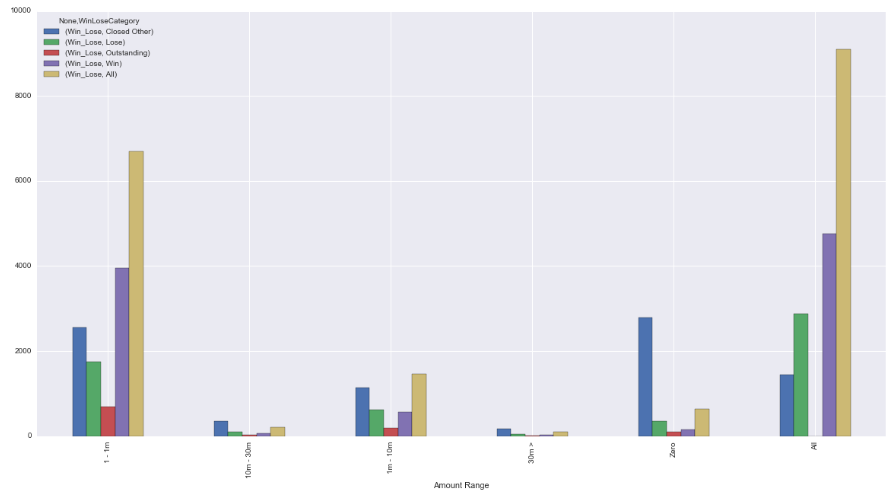 10000
8000
6000
4000
2000
0
None,WinLoseCategory
(Win_Lose, Closed Other)
(Win_Lose, Lose)
(Win_Lose, Outstanding)
(Win_Lose, Win)
(Win_Lose, All)
1 - 1m
10m - 30m
1m - 10m
30m >
Zero
All
Amount Range